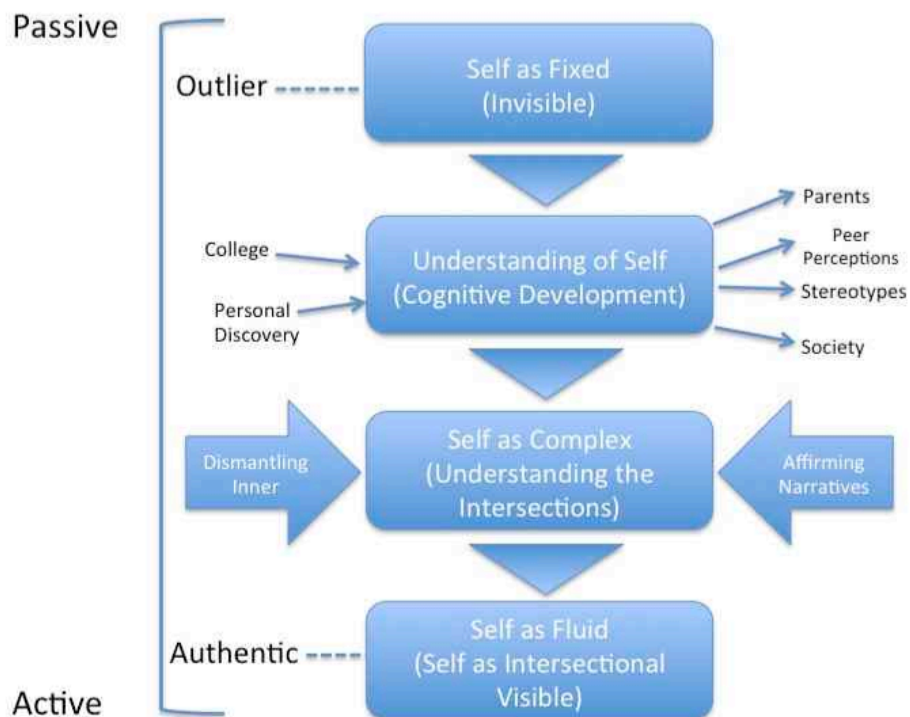 Passive
Outlier
Self as Fixed
(Invisible)
Parents
Peer
Perceptions
Stereotypes
Society
College
Personal
Discovery
Understanding of Self
(Cognitive Development)
Dismantling
Inner
Self as Complex
(Understanding the
Intersections)
Affirming
Narratives
Authentic
Self as Fluid
(Self as Intersectional
Visible)
Active